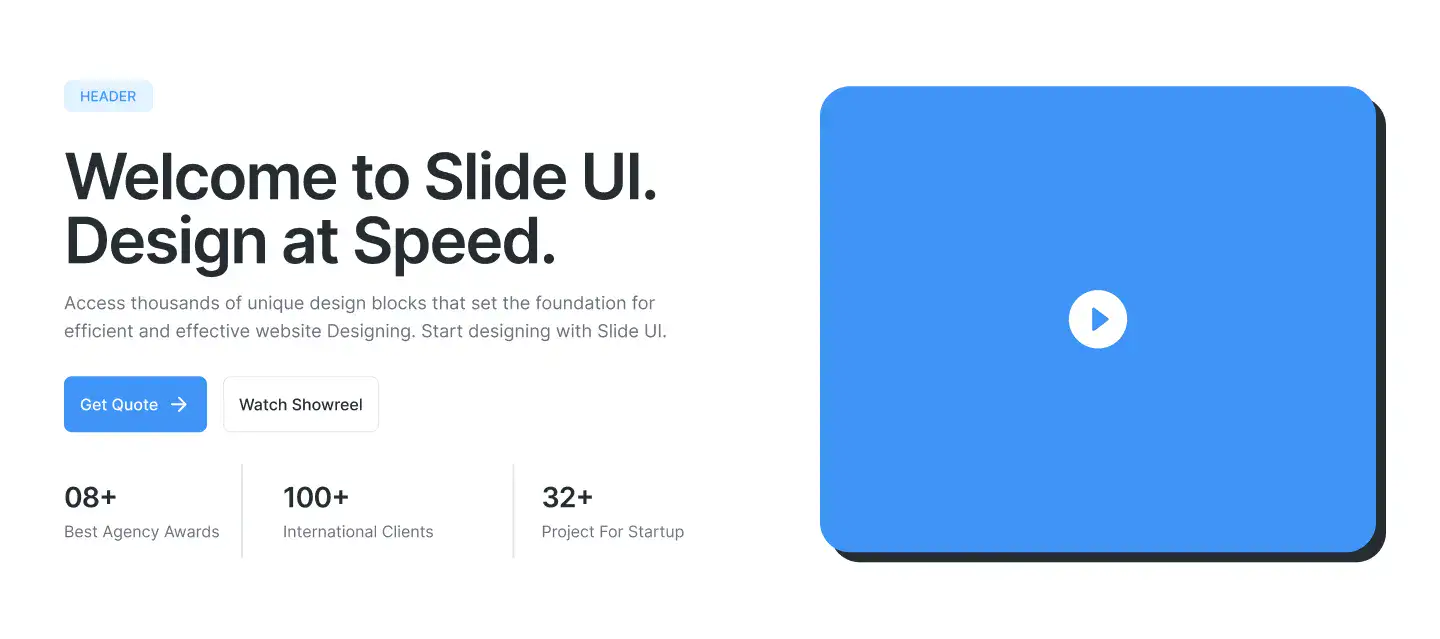 HEADER
Welcome to Slide UI.
Design at Speed.
Access thousands of unique design blocks that set the foundation for
efficient and effective website Designing. Start designing with Slide UI.
Get Quote
Watch Showreel
08+
Best Agency Awards
100+
International Clients
32+
Project For Startup